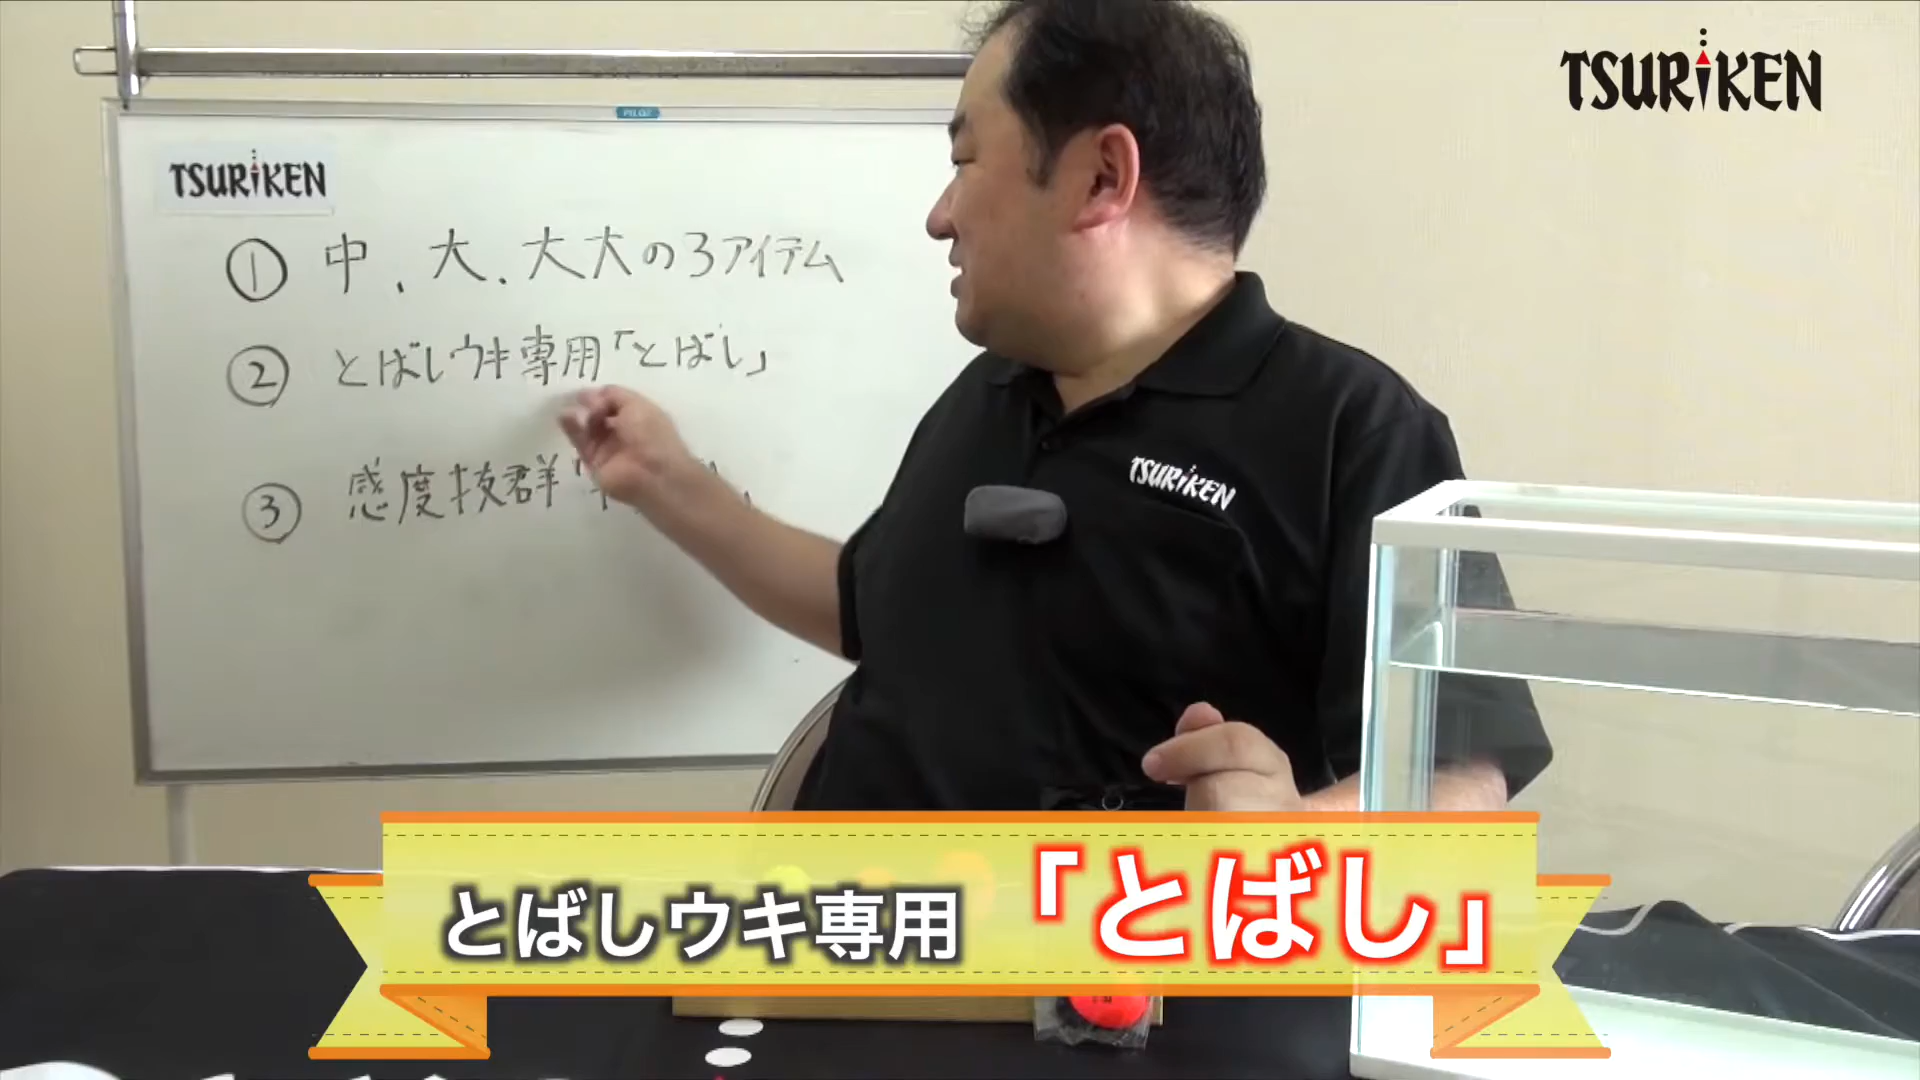 TSURiKEN
PILOT
TSURiKEN
① 中、大、大大の3アイテム
② とばしウキ専用「とばし」
③ 感度抜群
TSURiKEN
とばしウキ専用「とばし」